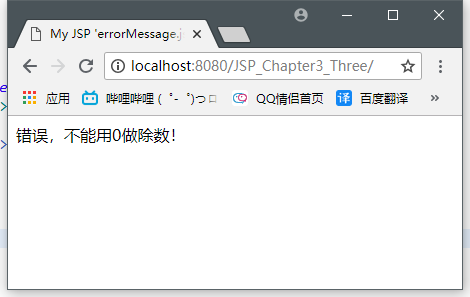 My JSP 'errorMessage.j
localhost:8080/JSP_Chapter3_Three/
应用 哔哩哔哩 ( ゜- ゜)つロ QQ情侣首页 译 百度翻译 »
错误，不能用0做除数！